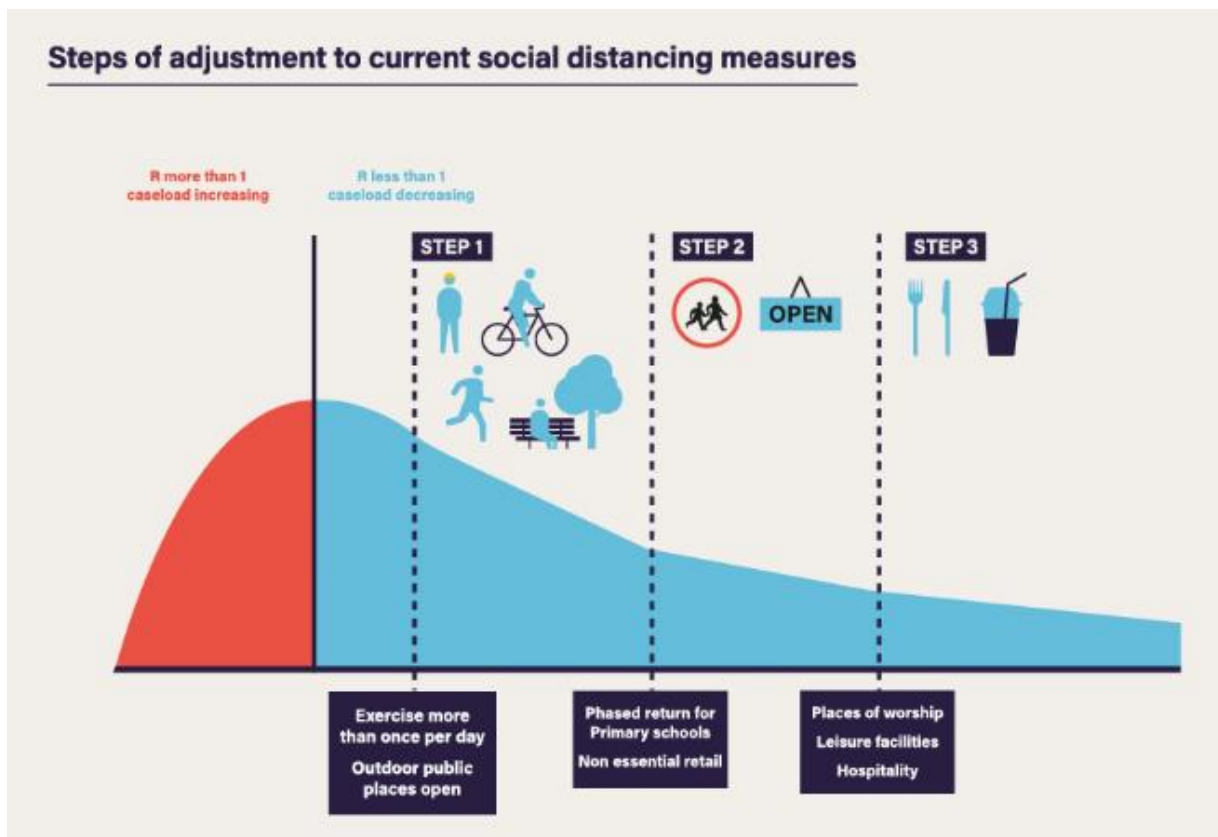 Steps of adjustment to current social distancing measures
R more than 1
caseload increasing
R less than 1
caseload decreasing
STEP 1
STEP 2
STEP 3
OPEN
Exercise more
than once per day
Outdoor public
places open
Phased return for
Primary schools
Non essential retail
Places of worship
Leisure facilities
Hospitality